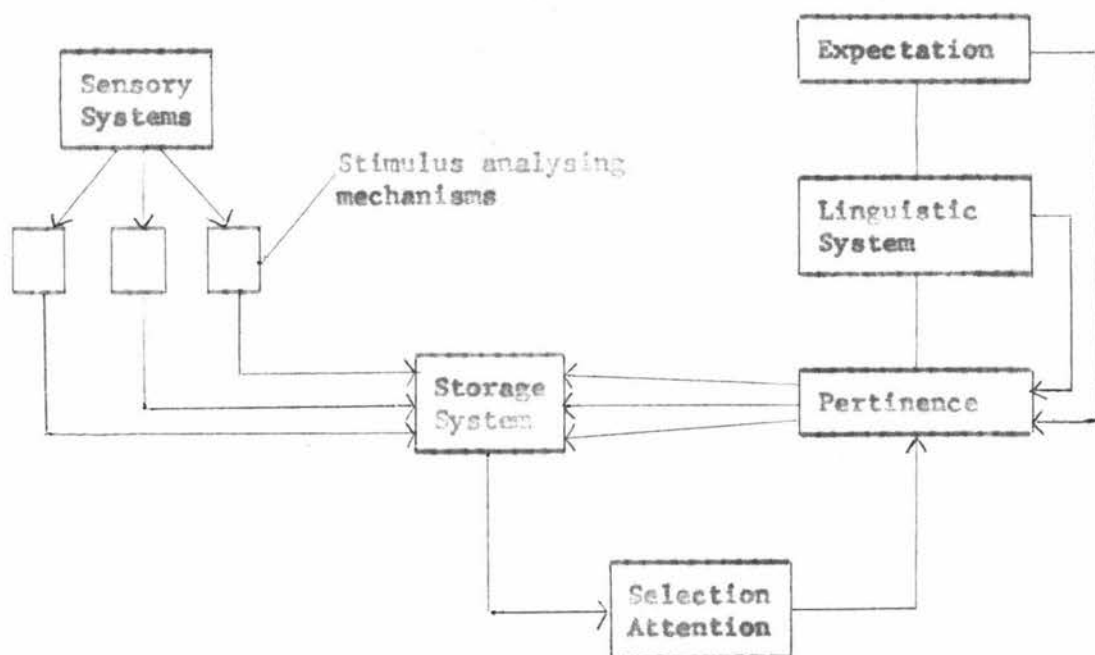 Sensory
Systems
Stimulus analysing
mechanisms
Expectation
Linguistic
System
Storage
System
Pertinence
Selection
Attention